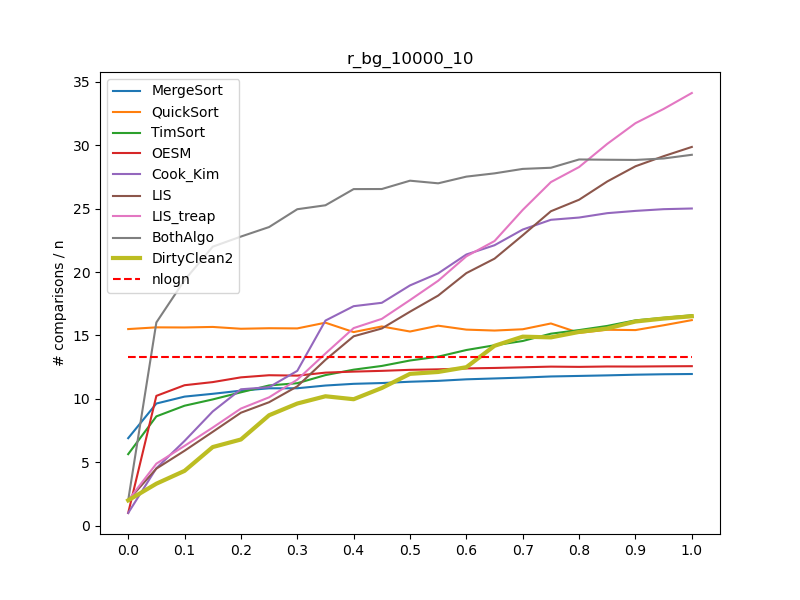 r_bg_10000_10
# comparisons / n
35
30
25
20
15
10
5
0
MergeSort
QuickSort
TimSort
OESM
Cook_Kim
LIS
LIS_treap
BothAlgo
DirtyClean2
nlogn
0.0 0.1 0.2 0.3 0.4 0.5 0.6 0.7 0.8 0.9 1.0